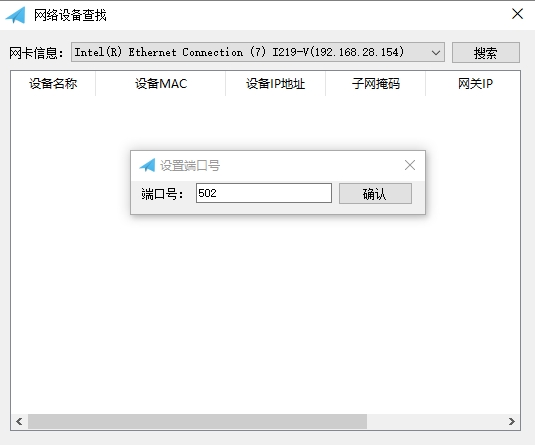 网络设备查找
网卡信息： Intel(R) Ethernet Connection (7) I219-V(192.168.28.154) 搜索
设备名称 设备MAC 设备IP地址 子网掩码 网关IP
设置端口号
端口号： 502 确认